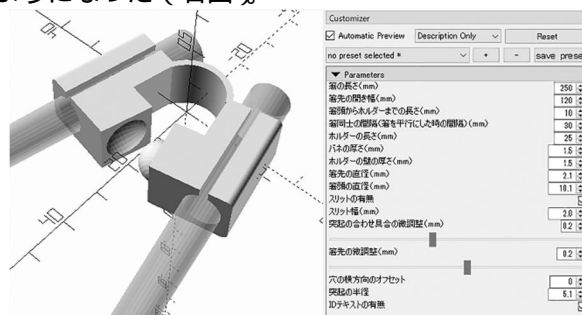 ようになった（右図）。
Customizer
Automatic Preview Description Only Reset
no preset selected * + - save prese
Parameters
箸の長さ(mm) 250
箸先の開き幅(mm) 120
箸頭からホルダーまでの長さ(mm) 10
箸同士の間隔(箸を平行にした時の間隔)(mm) 30
ホルダーの長さ(mm) 25
バネの厚さ(mm) 1.5
ホルダーの壁の厚さ(mm) 1.5
箸先の直径(mm) 2.1
箸頭の直径(mm) 10.1
スリットの有無
スリット幅(mm) 2.0
突起の合わせ具合の微調整(mm) 0.2
箸先の微調整(mm) 0.2
穴の横方向のオフセット 0
突起の半径 5.1
IDテキストの有無